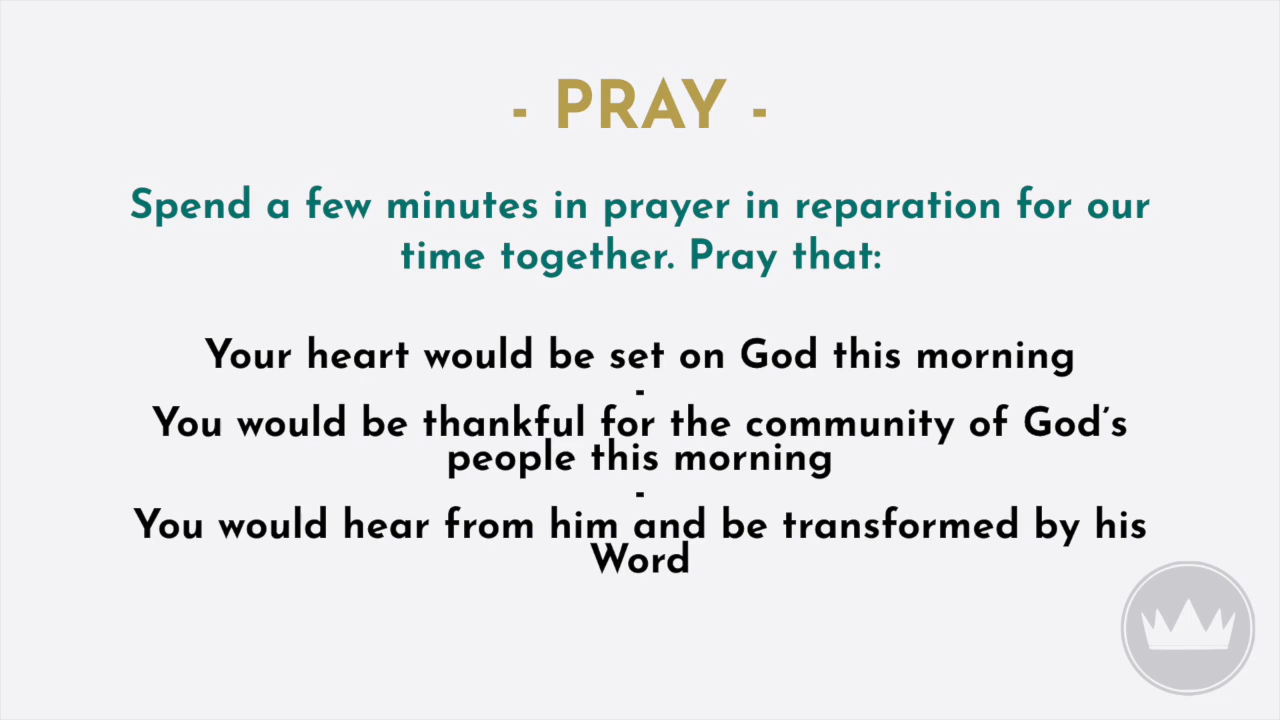 - PRAY -
Spend a few minutes in prayer in reparation for our
time together. Pray that:
Your heart would be set on God this morning
-
You would be thankful for the community of God’s
people this morning
-
You would hear from him and be transformed by his
Word